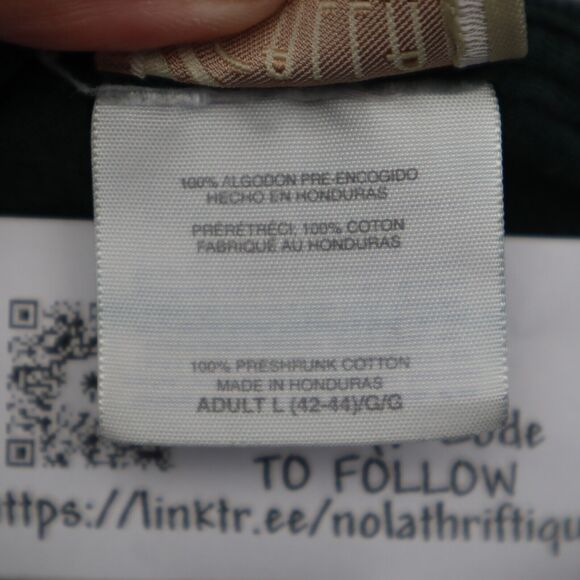 100% ALGODON PRE-ENCOGIDO
HECHO EN HONDURAS
PRÉRÉTRÉCI, 100% COTON
FABRIQUÉ AU HONDURAS
100% PRESHRUNK COTTON
MADE IN HONDURAS
ADULT L (42-44)/G/G
Code
TO FOLLOW
https://linktr.ee/nolathriftiqu